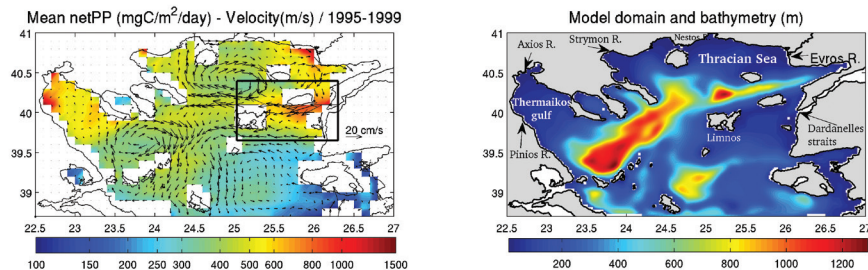 Mean netPP (mgC/m²/day) - Velocity(m/s) / 1995-1999
41
40.5
40
39.5
39
20 cm/s
22.5 23 23.5 24 24.5 25 25.5 26 26.5 27
100 150 200 250 300 400 500 600 800 1000 1500
Model domain and bathymetry (m)
41
40.5
40
39.5
39
Axios R.
Strymon R.
Nestos R.
Thracian Sea
Evros R.
Thermaikos
gulf
Pinios R.
Limnos
Dardanelles
straits
22.5 23 23.5 24 24.5 25 25.5 26 26.5 27
200 400 600 800 1000 1200